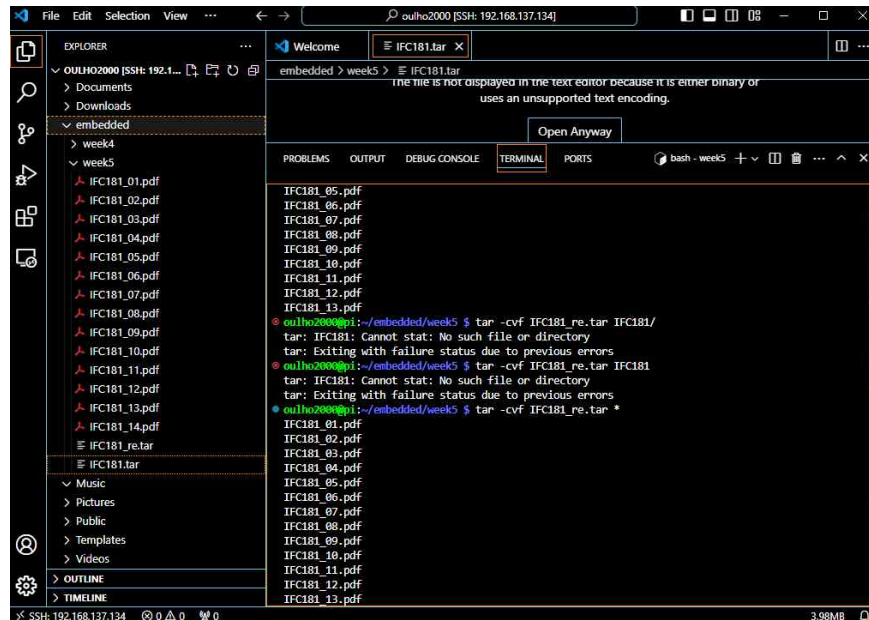 File Edit Selection View ··· ← → oulho2000 [SSH: 192.168.137.134]
EXPLORER ···
OULHO2000 [SSH: 192.1...
> Documents
> Downloads
embedded
> week4
week5
IFC181_01.pdf
IFC181_02.pdf
IFC181_03.pdf
IFC181_04.pdf
IFC181_05.pdf
IFC181_06.pdf
IFC181_07.pdf
IFC181_08.pdf
IFC181_09.pdf
IFC181_10.pdf
IFC181_11.pdf
IFC181_12.pdf
IFC181_13.pdf
IFC181_14.pdf
IFC181_re.tar
IFC181.tar
Music
> Pictures
> Public
> Templates
> Videos
> OUTLINE
> TIMELINE
Welcome IFC181.tar ×
embedded > week5 > IFC181.tar
The file is not displayed in the text editor because it is either binary or
uses an unsupported text encoding.
Open Anyway
PROBLEMS OUTPUT DEBUG CONSOLE TERMINAL PORTS bash - week5
IFC181_05.pdf
IFC181_06.pdf
IFC181_07.pdf
IFC181_08.pdf
IFC181_09.pdf
IFC181_10.pdf
IFC181_11.pdf
IFC181_12.pdf
IFC181_13.pdf
oulho2000@pi:~/embedded/week5 $ tar -cvf IFC181_re.tar IFC181/
tar: IFC181: Cannot stat: No such file or directory
tar: Exiting with failure status due to previous errors
oulho2000@pi:~/embedded/week5 $ tar -cvf IFC181_re.tar IFC181
tar: IFC181: Cannot stat: No such file or directory
tar: Exiting with failure status due to previous errors
oulho2000@pi:~/embedded/week5 $ tar -cvf IFC181_re.tar *
IFC181_01.pdf
IFC181_02.pdf
IFC181_03.pdf
IFC181_04.pdf
IFC181_05.pdf
IFC181_06.pdf
IFC181_07.pdf
IFC181_08.pdf
IFC181_09.pdf
IFC181_10.pdf
IFC181_11.pdf
IFC181_12.pdf
IFC181_13.pdf
SSH: 192.168.137.134 0 0 0 3.98MB